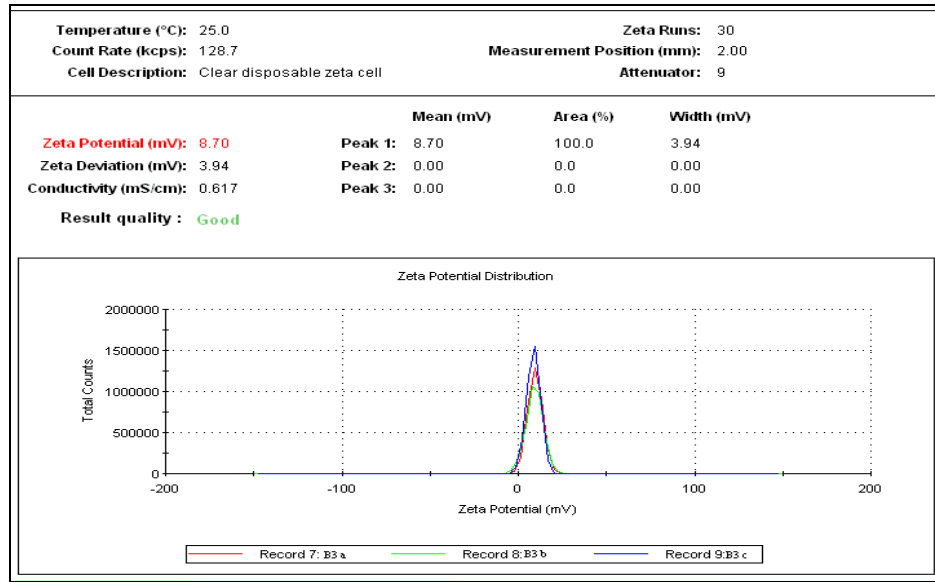 Temperature (°C): 25.0 Zeta Runs: 30
Count Rate (kcps): 128.7 Measurement Position (mm): 2.00
Cell Description: Clear disposable zeta cell Attenuator: 9
Mean (mV) Area (%) Width (mV)
Zeta Potential (mV): 8.70 Peak 1: 8.70 100.0 3.94
Zeta Deviation (mV): 3.94 Peak 2: 0.00 0.0 0.00
Conductivity (mS/cm): 0.617 Peak 3: 0.00 0.0 0.00
Result quality : Good
Zeta Potential Distribution
2000000
1500000
1000000
500000
0
Total Counts
-200 -100 0 100 200
Zeta Potential (mV)
Record 7: B3 a Record 8:B3 b Record 9:B3 c